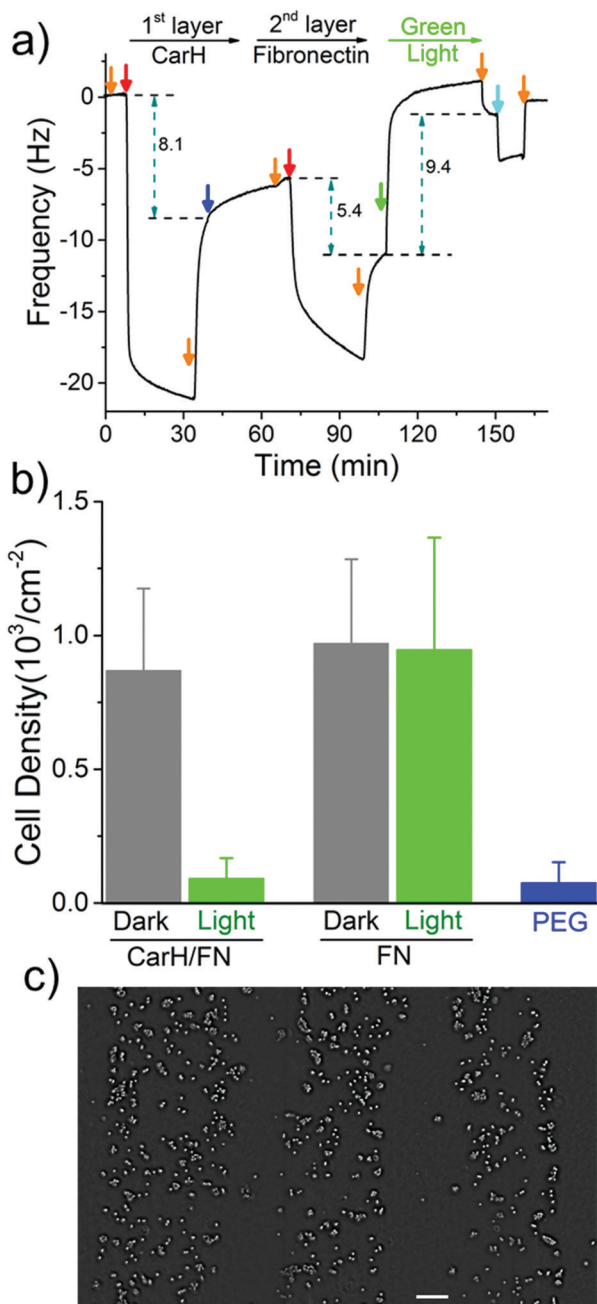 a)
1st layer
CarH
2nd layer
Fibronectin
Green
Light
Frequency (Hz)
0
-5
-10
-15
-20
8.1
5.4
9.4
0
30
60
90
120
150
Time (min)
b)
Cell Density(10³/cm⁻²)
1.5
1.0
0.5
0.0
Dark
Light
Dark
Light
PEG
CarH/FN
FN
c)